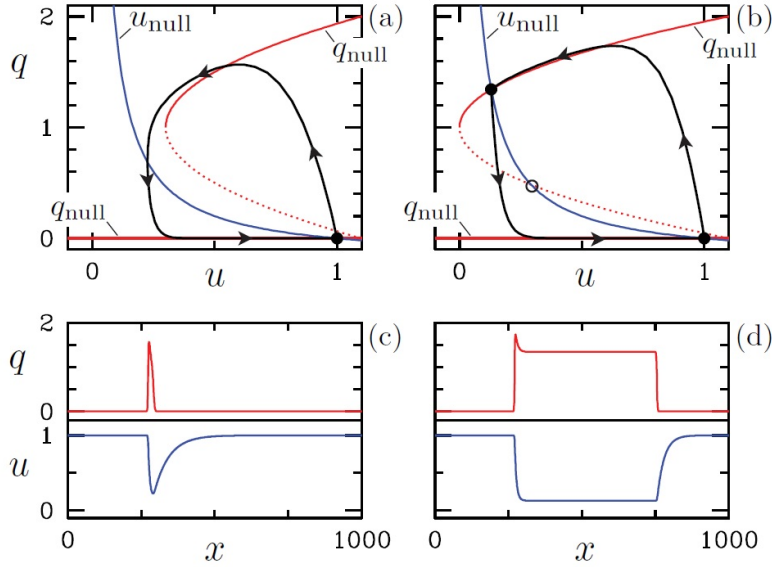 2 u_null (a) u_null (b)
q_null q_null
q
1
q_null q_null
0
0 u 1 0 u 1
2 (c) (d)
q
0
1
u
0
0 x 1000 x 1000